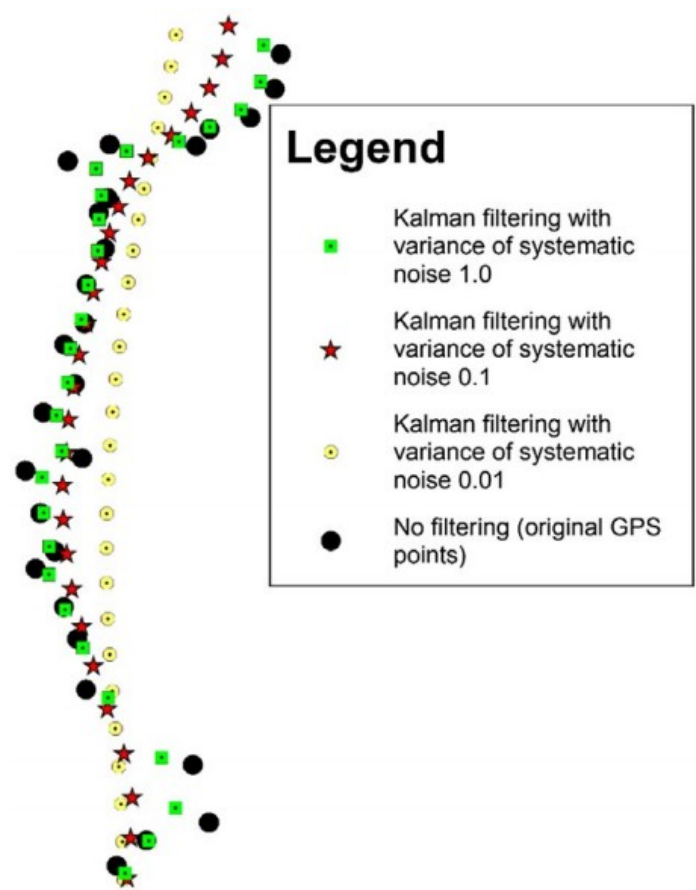 Legend
Kalman filtering with
variance of systematic
noise 1.0
Kalman filtering with
variance of systematic
noise 0.1
Kalman filtering with
variance of systematic
noise 0.01
No filtering (original GPS
points)